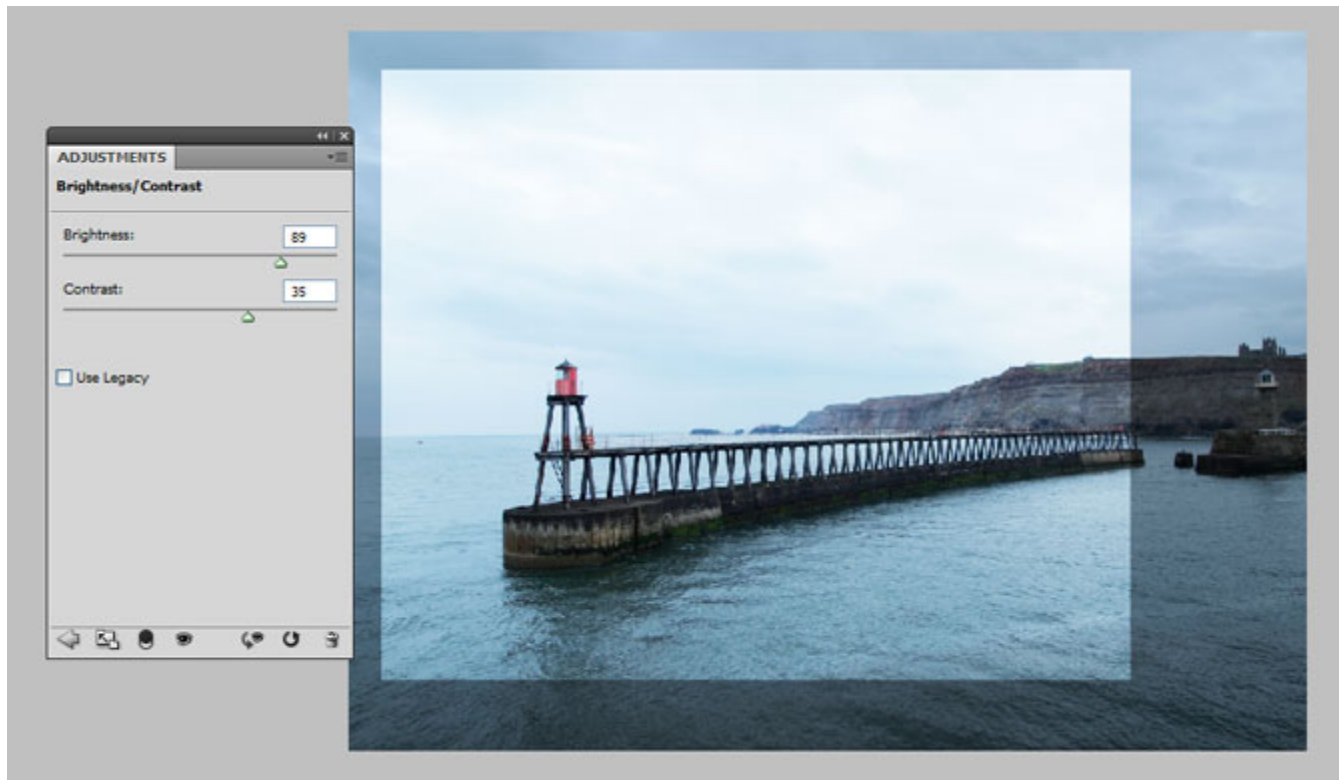 ADJUSTMENTS
Brightness/Contrast
Brightness: 89
Contrast: 35
Use Legacy